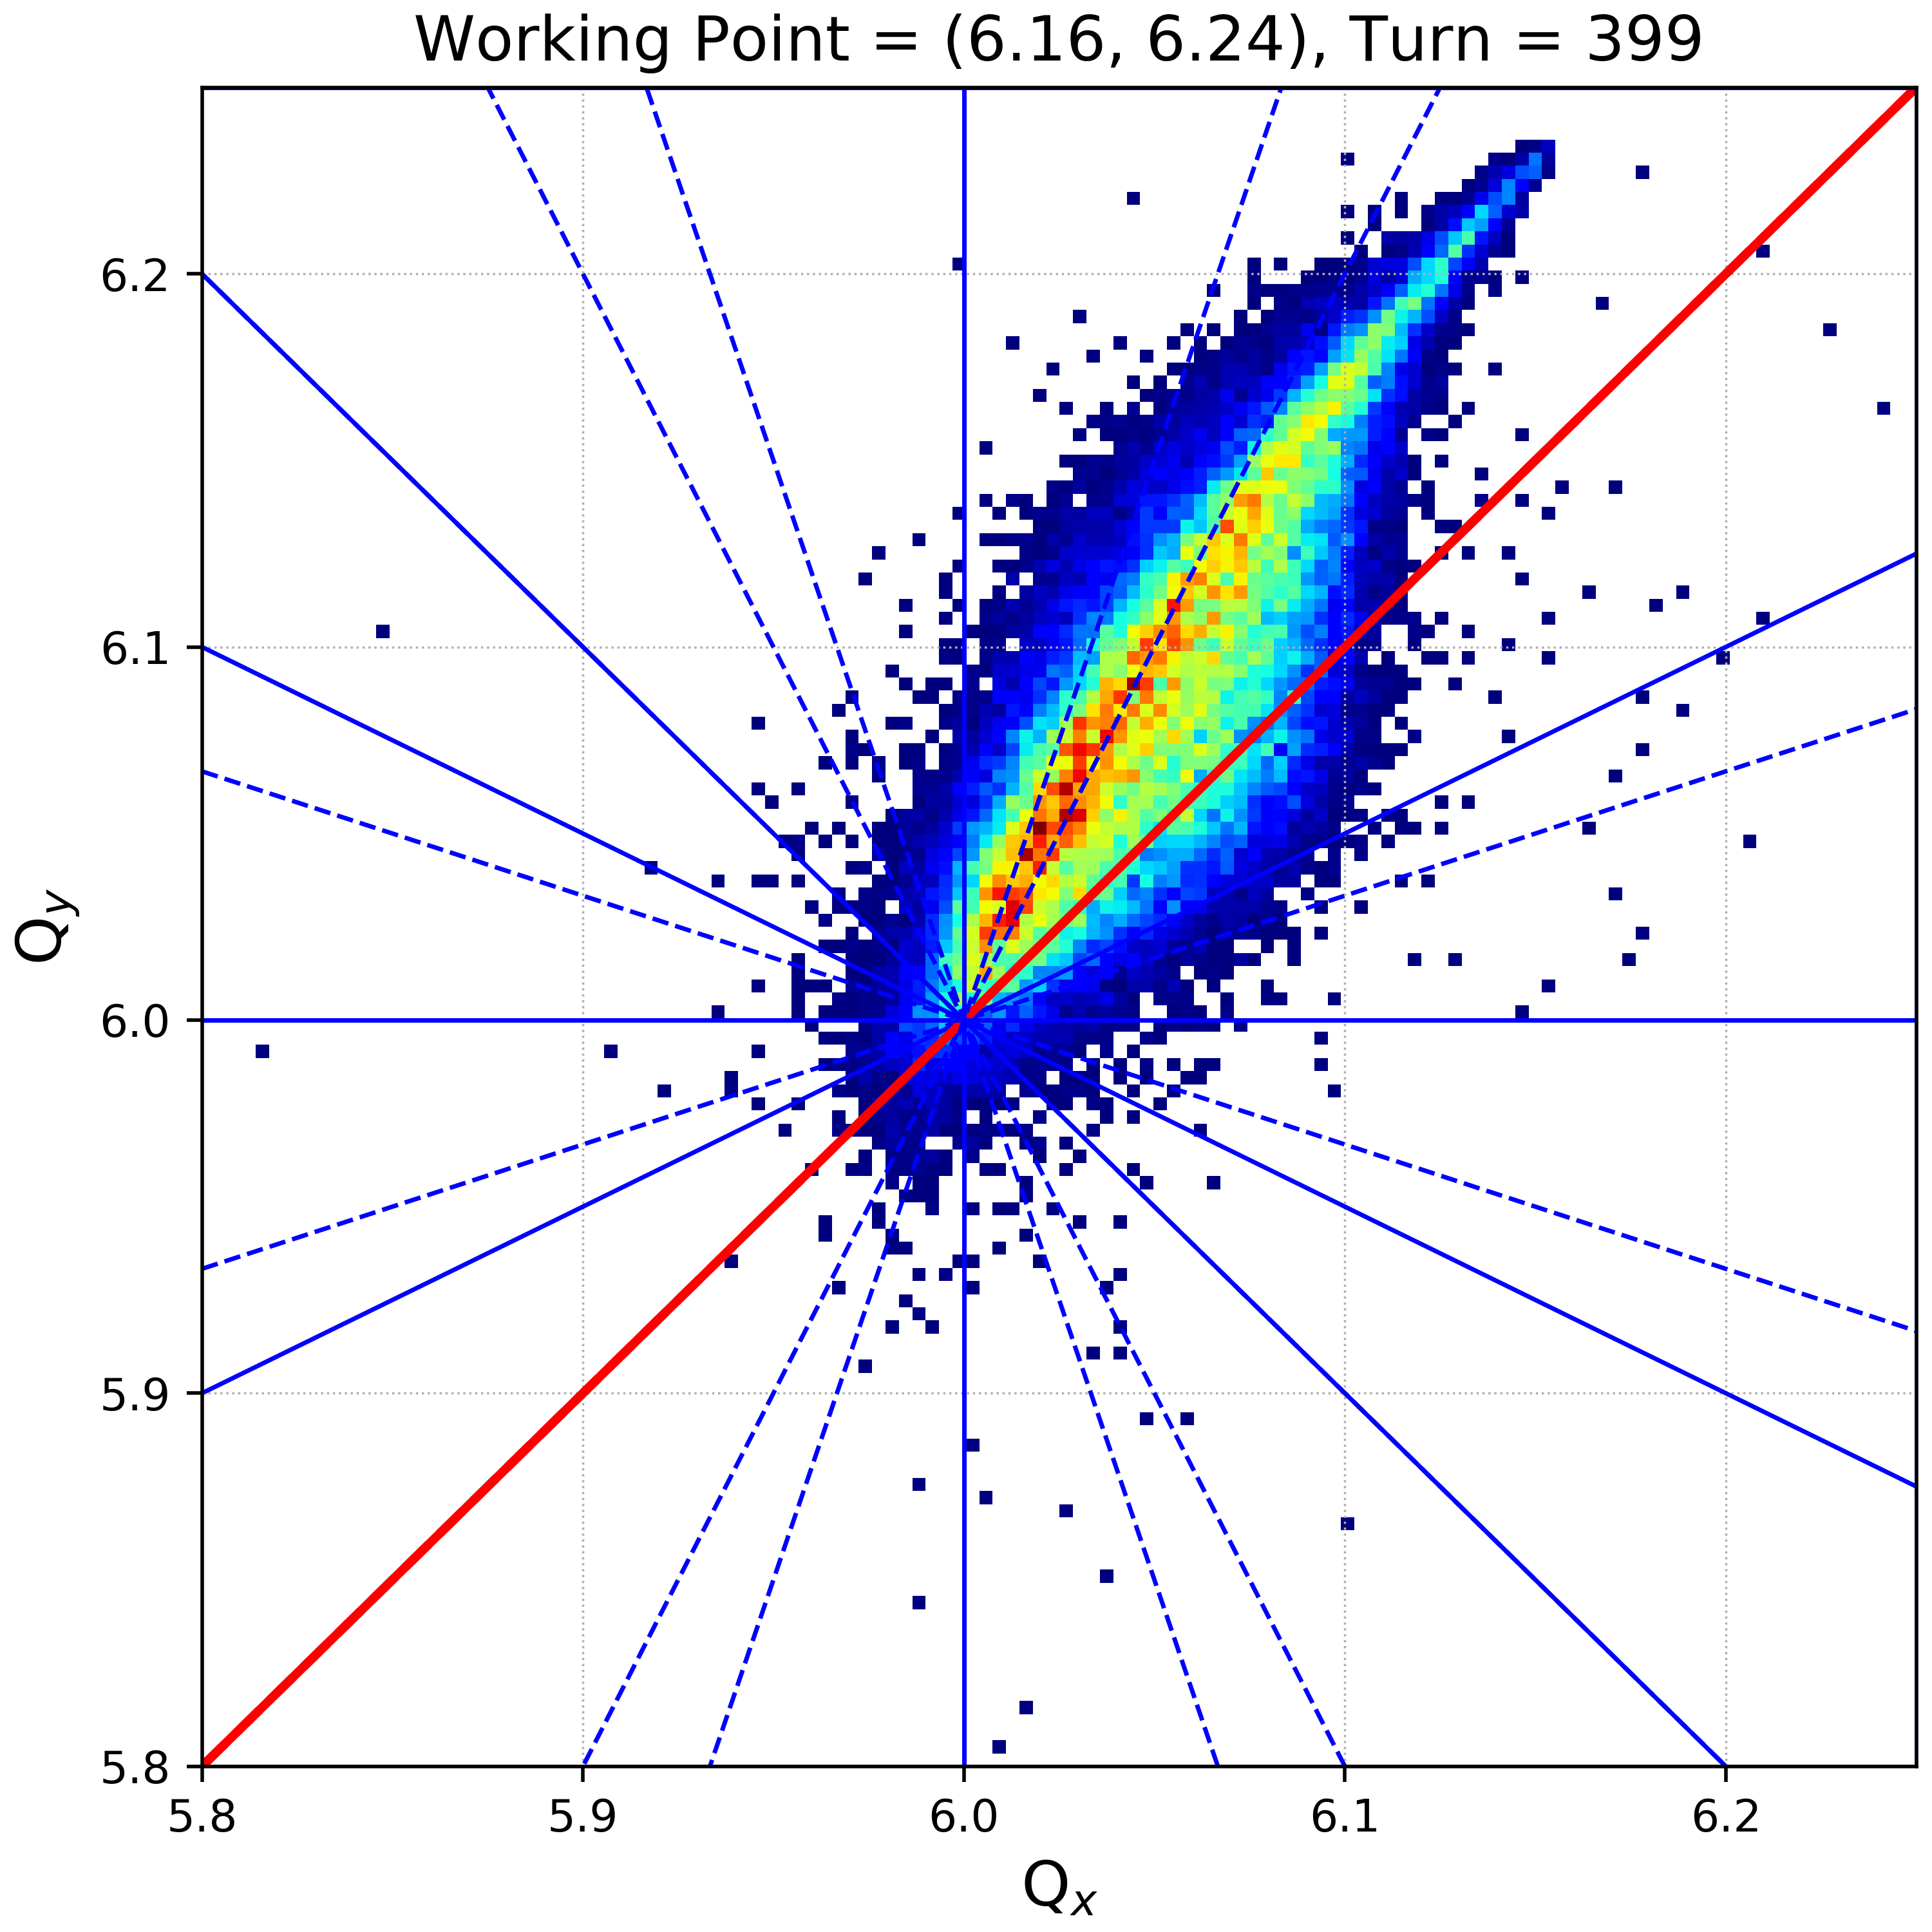 Working Point = (6.16, 6.24), Turn = 399
6.2
6.1
6.0
5.9
5.8
Qy
5.8 5.9 6.0 6.1 6.2
Qx